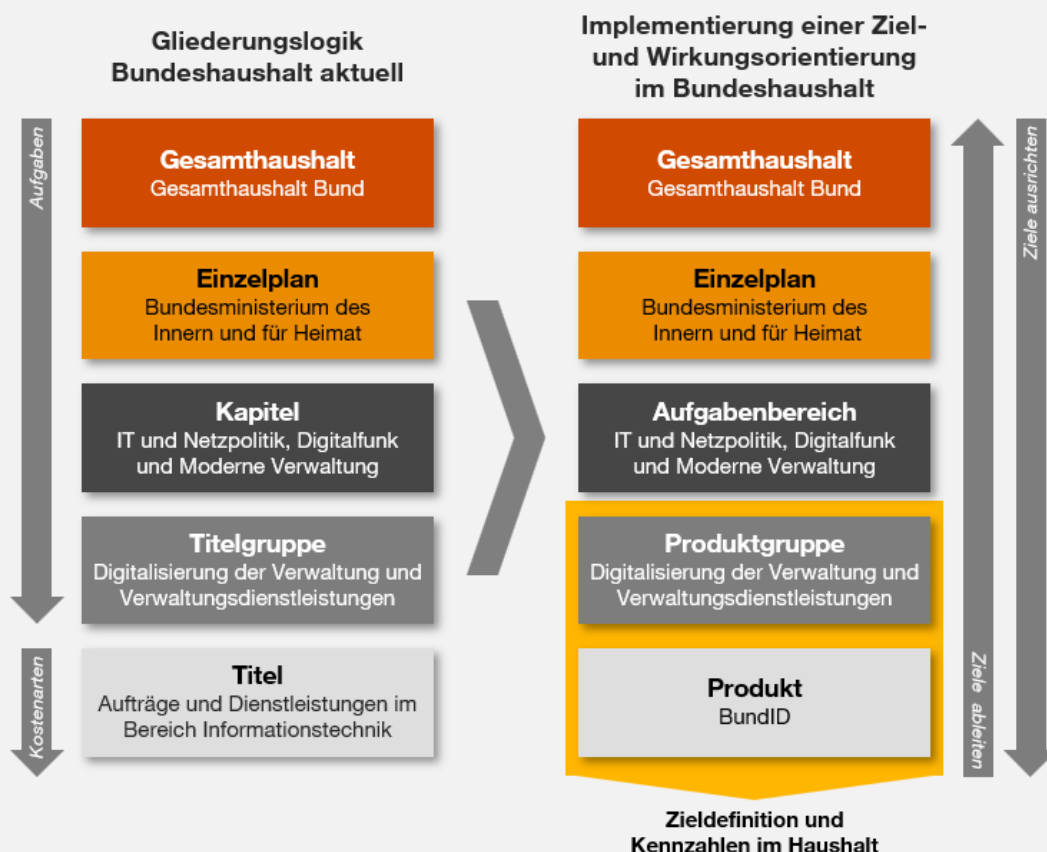 Gliederungslogik
Bundeshaushalt aktuell
Aufgaben
Gesamthaushalt
Gesamthaushalt Bund
Einzelplan
Bundesministerium des
Innern und für Heimat
Kapitel
IT und Netzpolitik, Digitalfunk
und Moderne Verwaltung
Titelgruppe
Digitalisierung der Verwaltung und
Verwaltungsdienstleistungen
Kostenarten
Titel
Aufträge und Dienstleistungen im
Bereich Informationstechnik
Implementierung einer Ziel-
und Wirkungsorientierung
im Bundeshaushalt
Gesamthaushalt
Gesamthaushalt Bund
Einzelplan
Bundesministerium des
Innern und für Heimat
Aufgabenbereich
IT und Netzpolitik, Digitalfunk
und Moderne Verwaltung
Produktgruppe
Digitalisierung der Verwaltung und
Verwaltungsdienstleistungen
Produkt
BundID
Ziele ableiten
Ziele ausrichten
Zieldefinition und
Kennzahlen im Haushalt